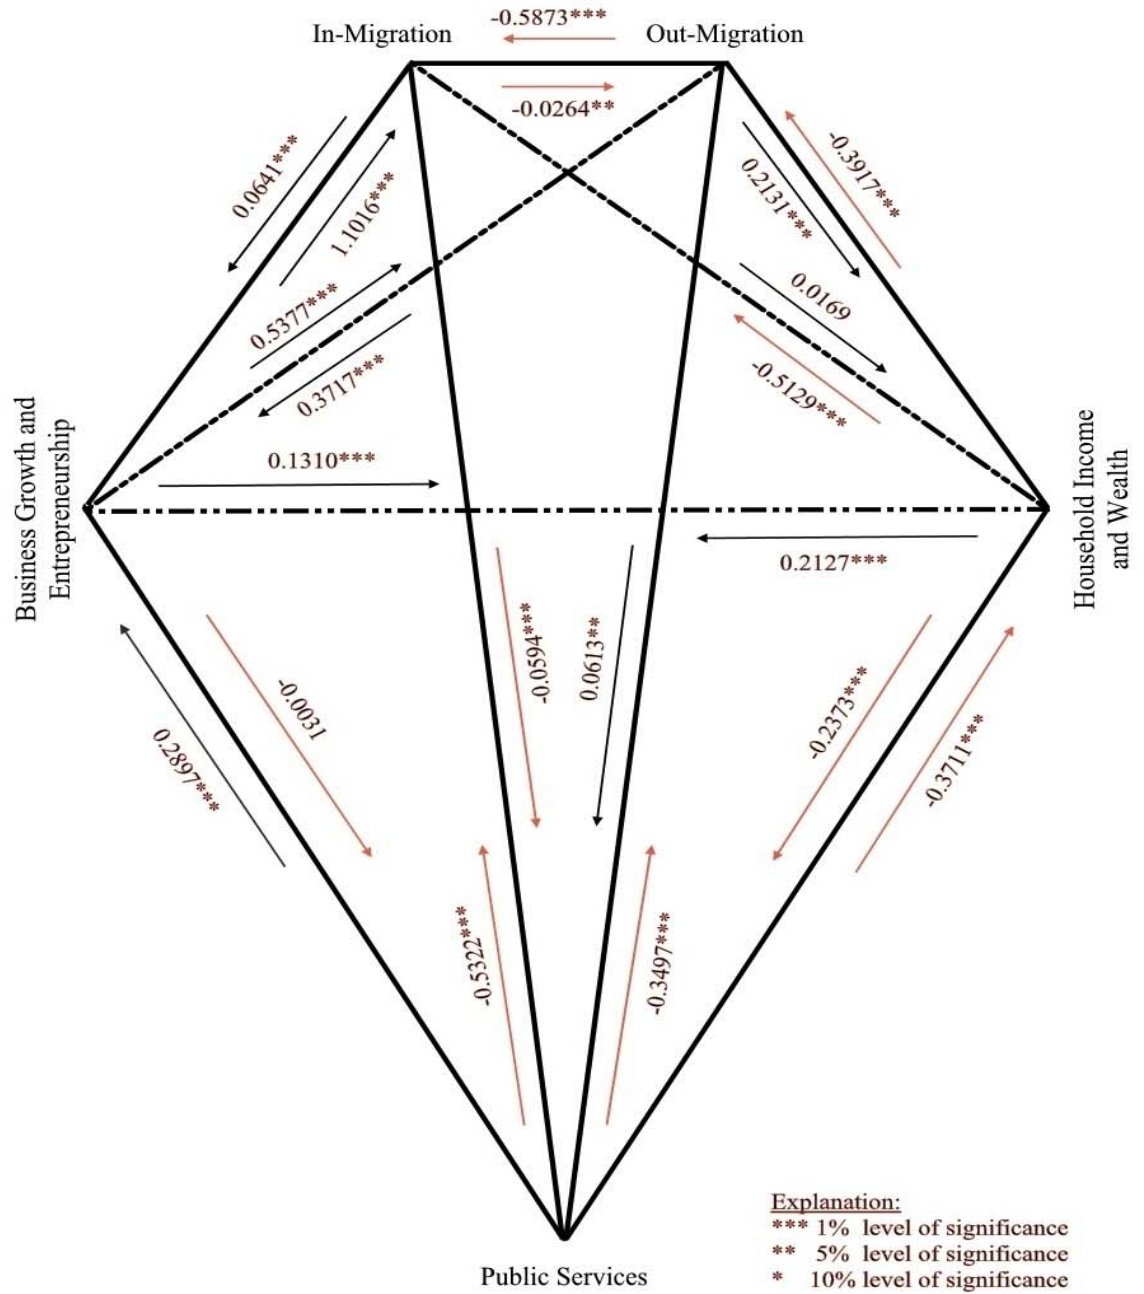 -0.5873***
In-Migration
Out-Migration
-0.0264**
0.0641***
1.1016***
0.2131***
-0.3917***
0.5377***
0.3717***
0.0169
-0.5129***
0.1310***
Business Growth and
Entrepreneurship
Household Income
and Wealth
0.2127***
-0.0594***
0.0613**
-0.0031
0.2897***
-0.2373***
-0.3711***
-0.5322***
-0.3497***
Explanation:
*** 1% level of significance
** 5% level of significance
* 10% level of significance
Public Services